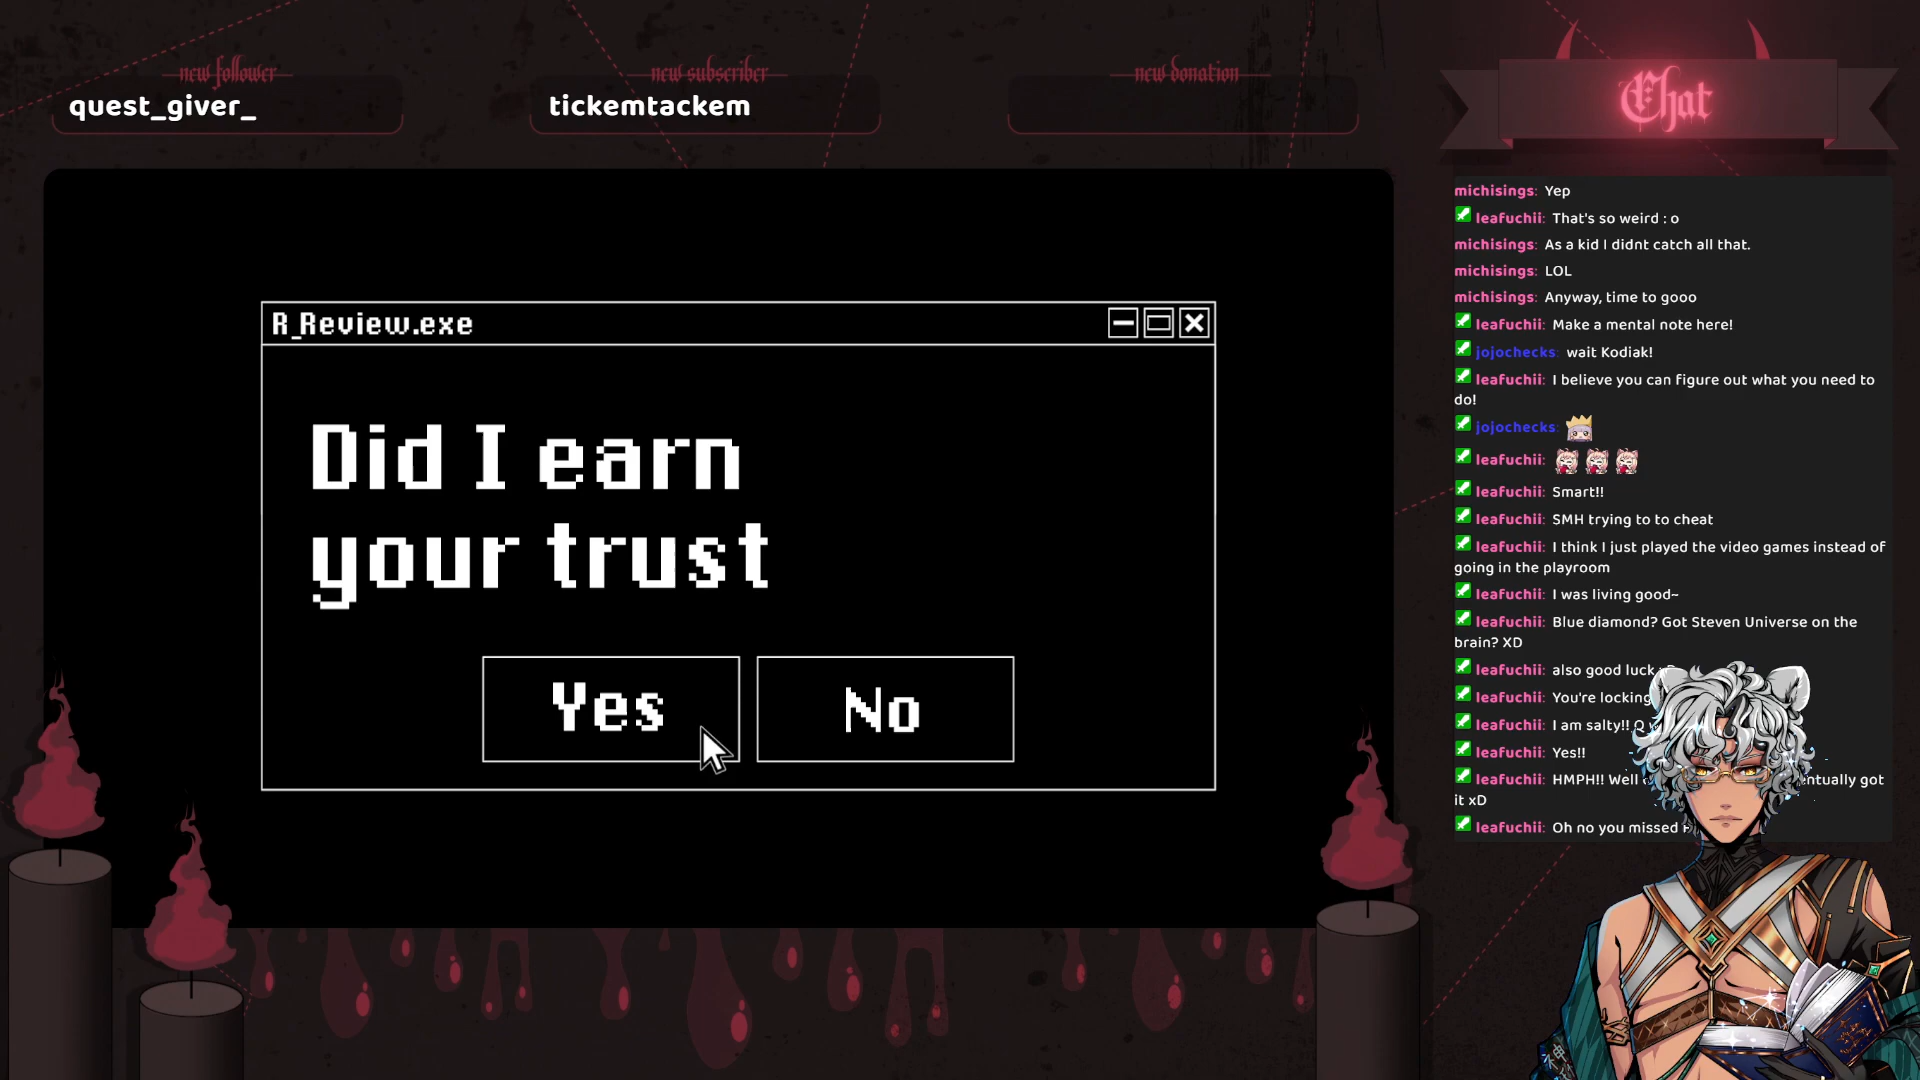 new follower
quest_giver_
new subscriber
tickemtackem
new donation
Chat
R_Review.exe
Did I earn
your trust
Yes
No
michisings: Yep
leafuchii: That's so weird : o
michisings: As a kid I didnt catch all that.
michisings: LOL
michisings: Anyway, time to gooo
leafuchii: Make a mental note here!
jojochecks: wait Kodiak!
leafuchii: I believe you can figure out what you need to
do!
jojochecks:
leafuchii:
leafuchii: Smart!!
leafuchii: SMH trying to to cheat
leafuchii: I think I just played the video games instead of
going in the playroom
leafuchii: I was living good~
leafuchii: Blue diamond? Got Steven Universe on the
brain? XD
leafuchii: also good luck
leafuchii: You're locking
leafuchii: I am salty!! Q
leafuchii: Yes!!
leafuchii: HMPH!! Well
it xD
leafuchii: Oh no you missed